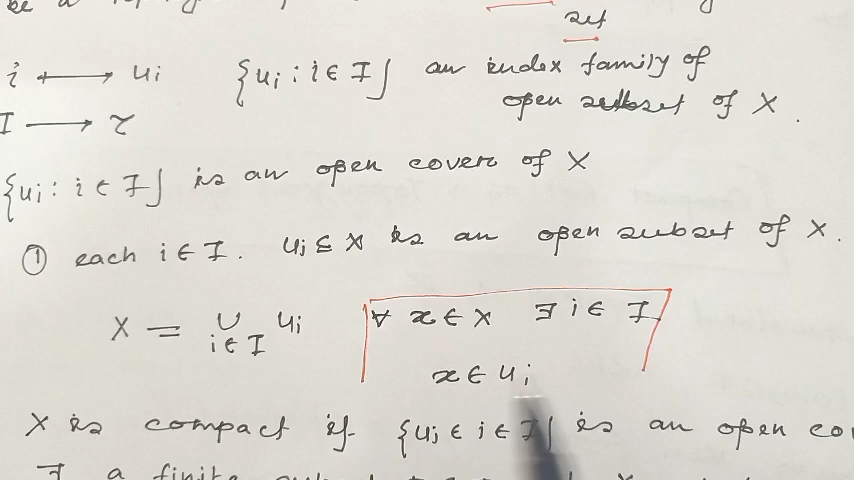 be a
set
i ⟷ Ui {Ui : i ∈ I} an index family of
open subset of X.
I ⟶ τ
{Ui : i ∈ I} is an open cover of X
① each i ∈ I. Ui ⊆ X is an open subset of X.
X = ∪ Ui ∀ x ∈ X ∃ i ∈ I
i ∈ I
x ∈ Ui
X is compact if {Ui ∈ i ∈ I} is an open co
∃ a finite